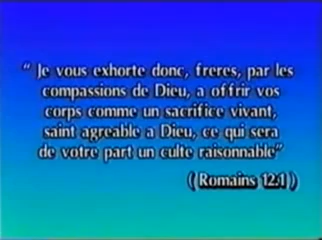 “ Je vous exhorte donc, freres, par les
compassions de Dieu, a offrir vos
corps comme un sacrifice vivant,
saint agreable a Dieu, ce qui sera
de votre part un culte raisonnable”
( Romains 12:1 )